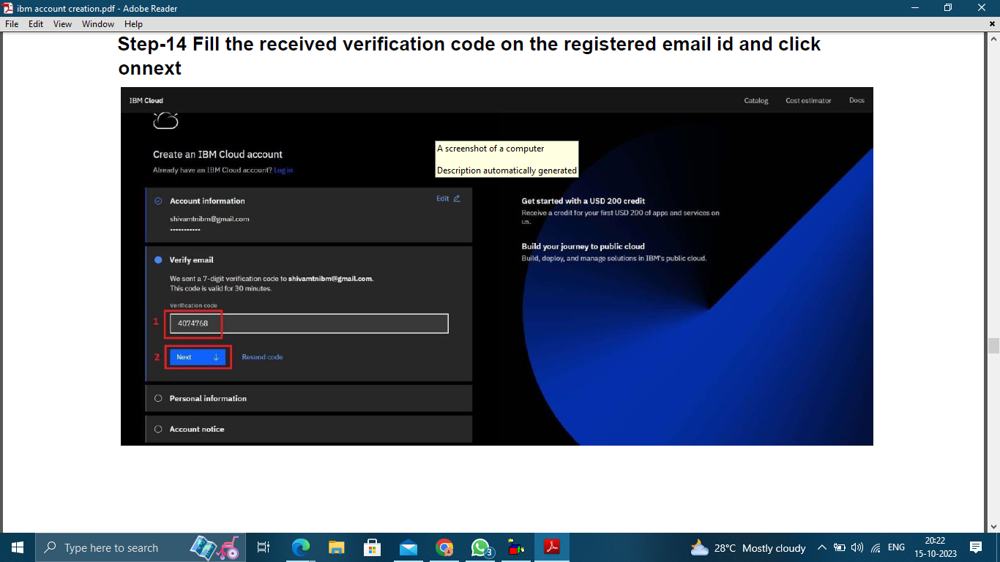 ibm account creation.pdf - Adobe Reader
File Edit View Window Help
Step-14 Fill the received verification code on the registered email id and click
onnext
IBM Cloud
Catalog Cost estimator Docs
A screenshot of a computer
Description automatically generated
Create an IBM Cloud account
Already have an IBM Cloud account? Log in
Account information
Edit
shivamtnibm@gmail.com
-----------
Verify email
We sent a 7-digit verification code to shivamtnibm@gmail.com.
This code is valid for 30 minutes.
Verification code
1
4074768
2
Next
Resend code
Personal information
Account notice
Get started with a USD 200 credit
Receive a credit for your first USD 200 of apps and services on
us.
Build your journey to public cloud
Build, deploy, and manage solutions in IBM's public cloud.
Type here to search
3
28°C Mostly cloudy
ENG
20:22
15-10-2023